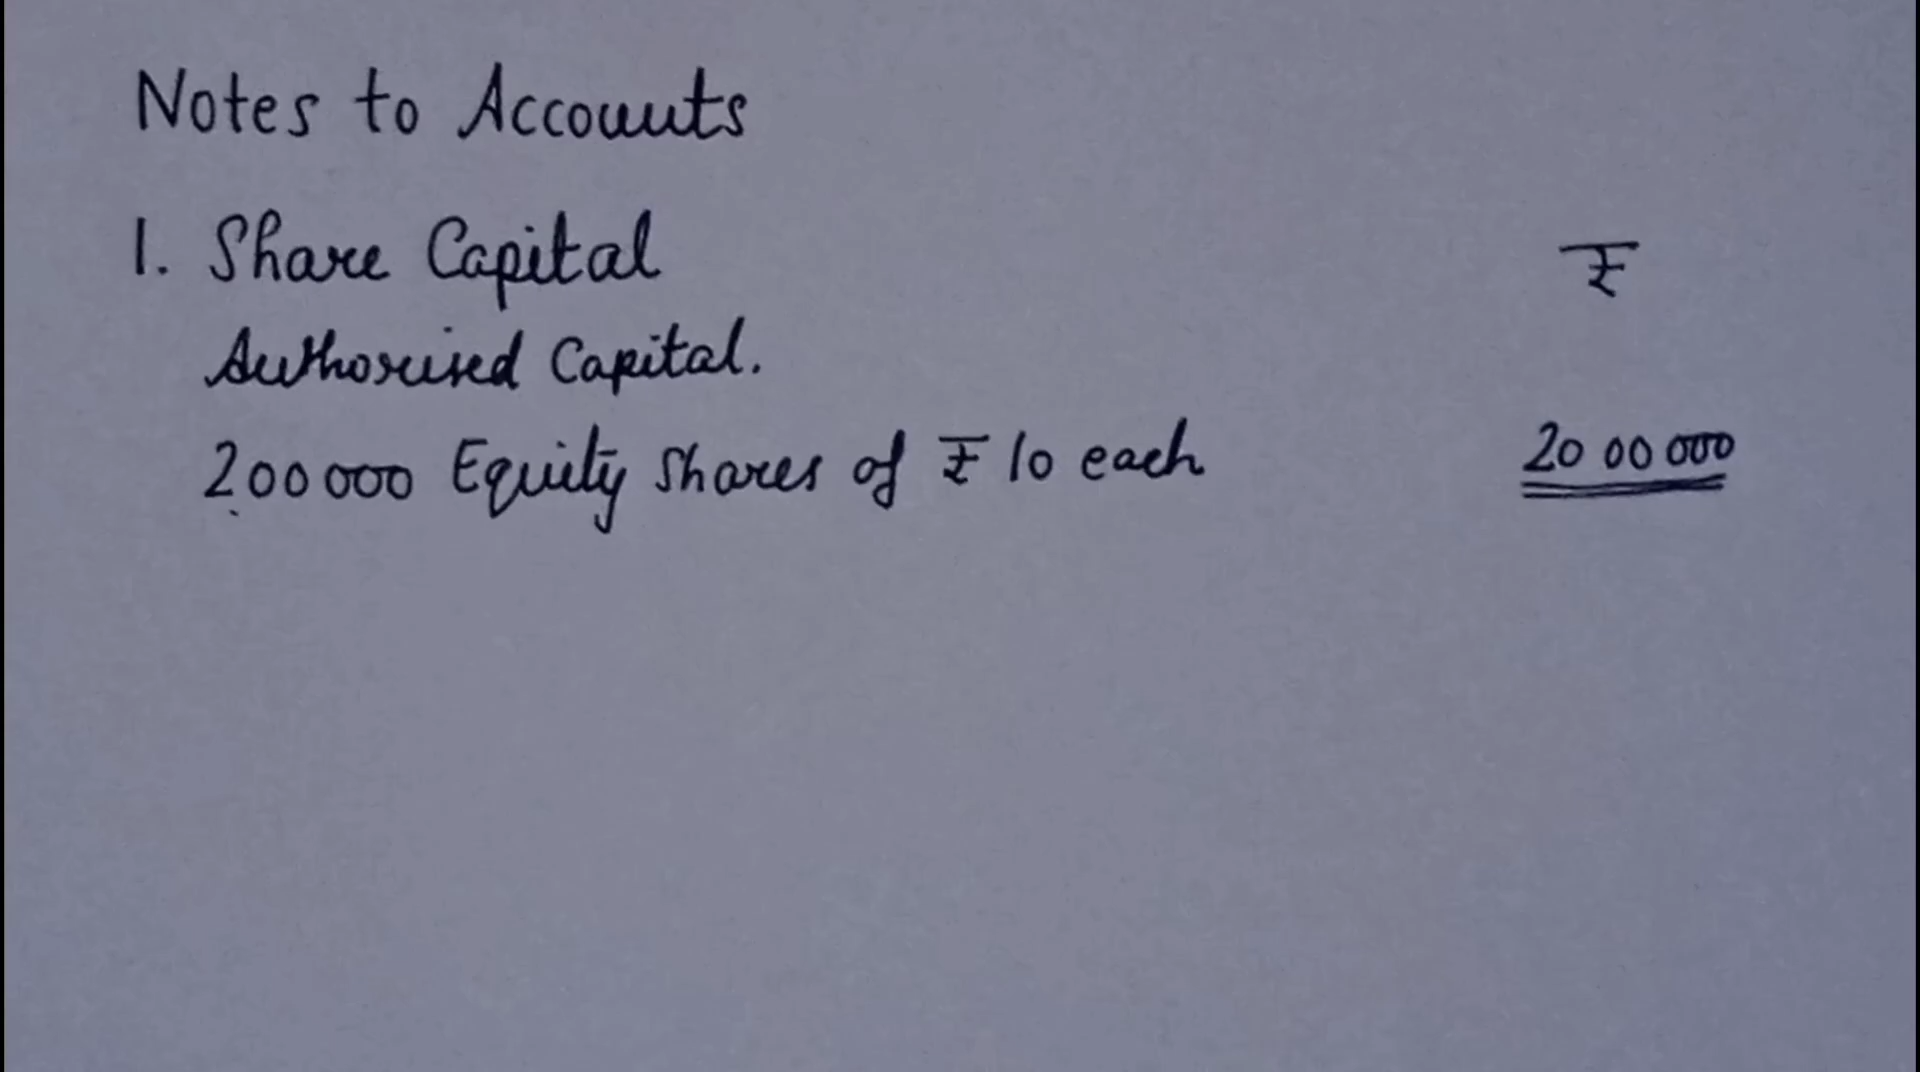 Notes to Accounts
1. Share Capital ₹
Authorised Capital.
200000 Equity Shares of ₹ 10 each 20 00 000